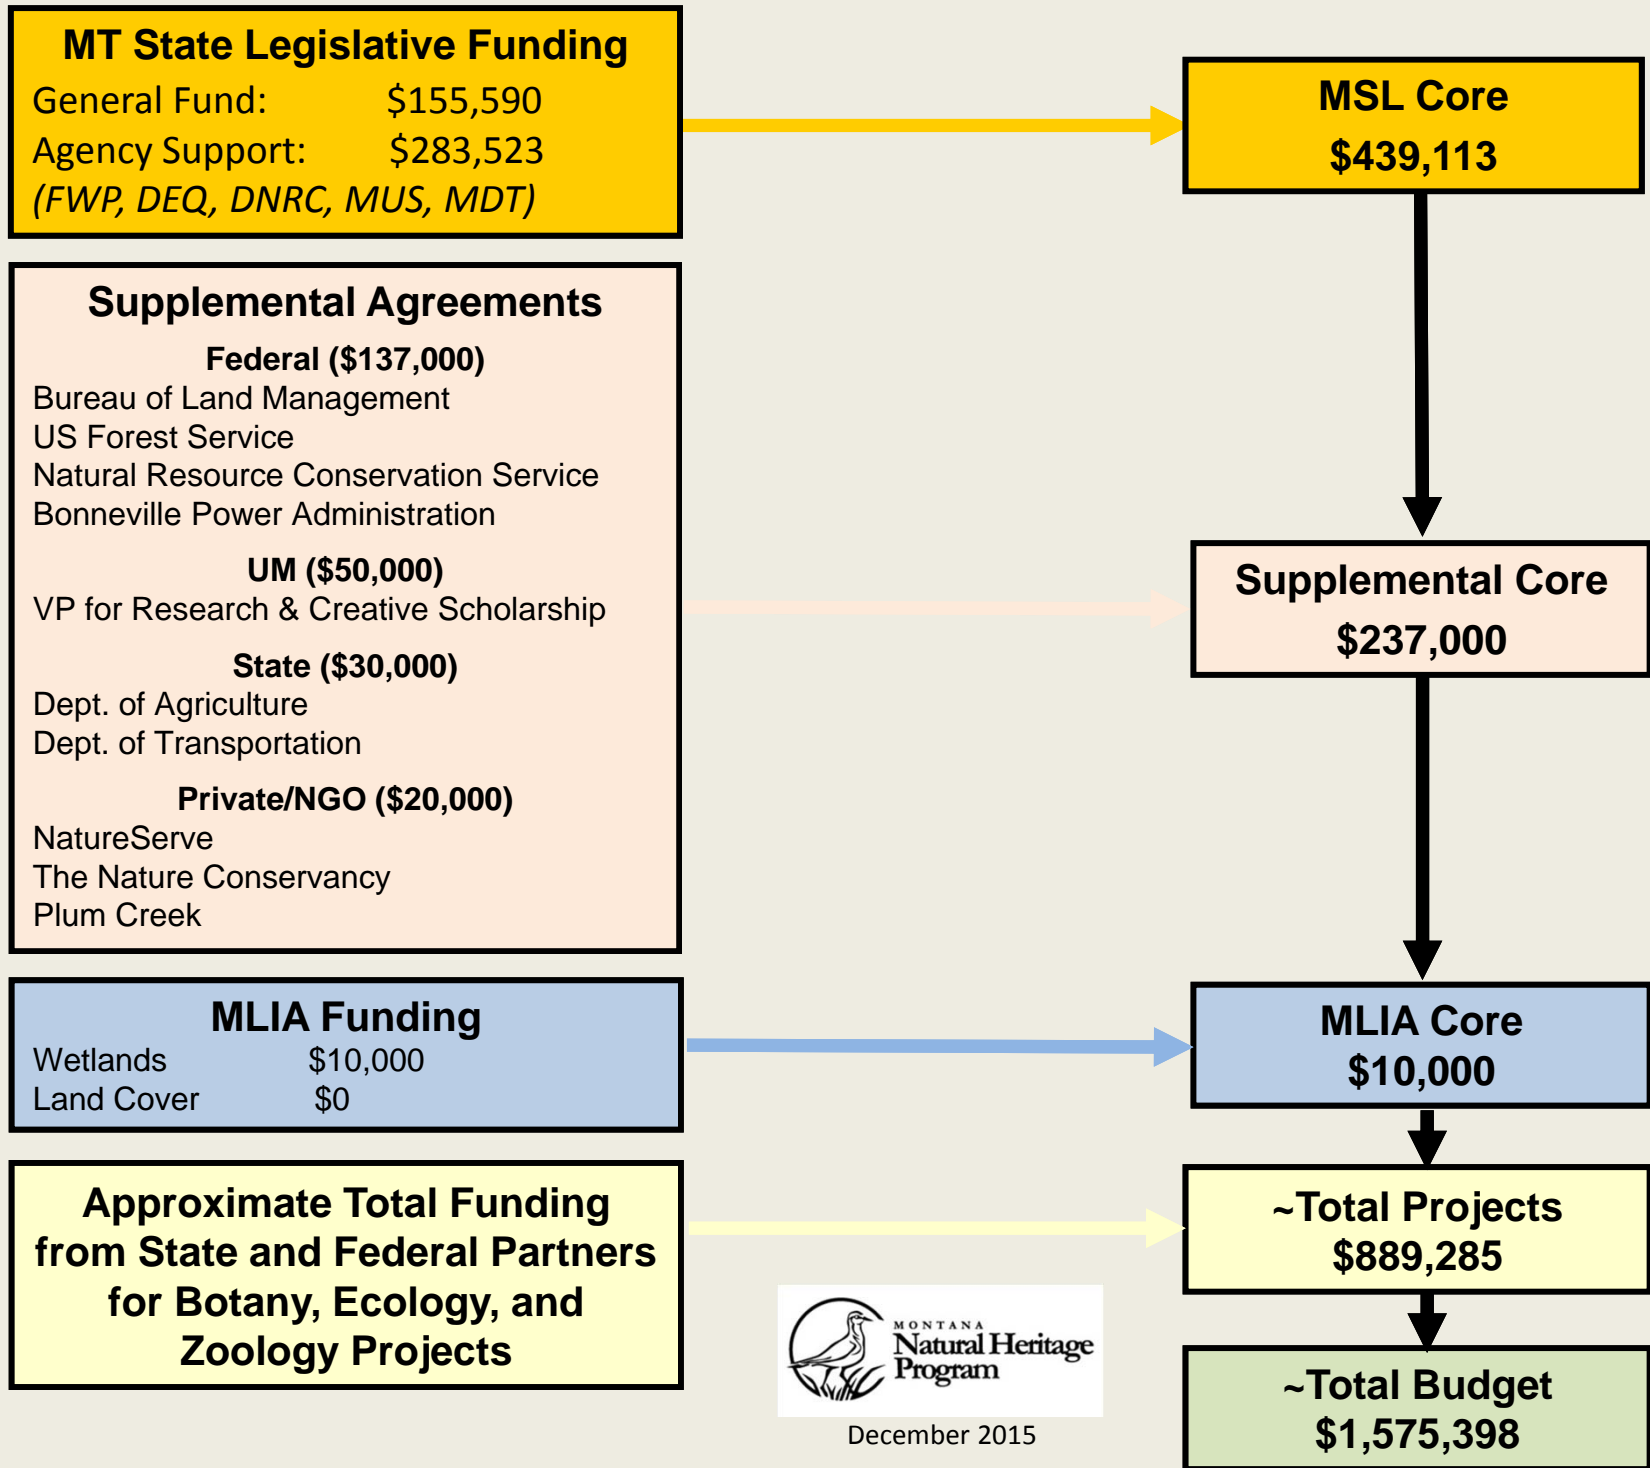 MT State Legislative Funding
General Fund: $155,590
Agency Support: $283,523
(FWP, DEQ, DNRC, MUS, MDT)
MSL Core
$439,113
Supplemental Agreements
Federal ($137,000)
Bureau of Land Management
US Forest Service
Natural Resource Conservation Service
Bonneville Power Administration
UM ($50,000)
VP for Research & Creative Scholarship
State ($30,000)
Dept. of Agriculture
Dept. of Transportation
Private/NGO ($20,000)
NatureServe
The Nature Conservancy
Plum Creek
Supplemental Core
$237,000
MLIA Funding
Wetlands $10,000
Land Cover $0
MLIA Core
$10,000
Approximate Total Funding
from State and Federal Partners
for Botany, Ecology, and
Zoology Projects
~Total Projects
$889,285
MONTANA
Natural Heritage
Program
December 2015
~Total Budget
$1,575,398